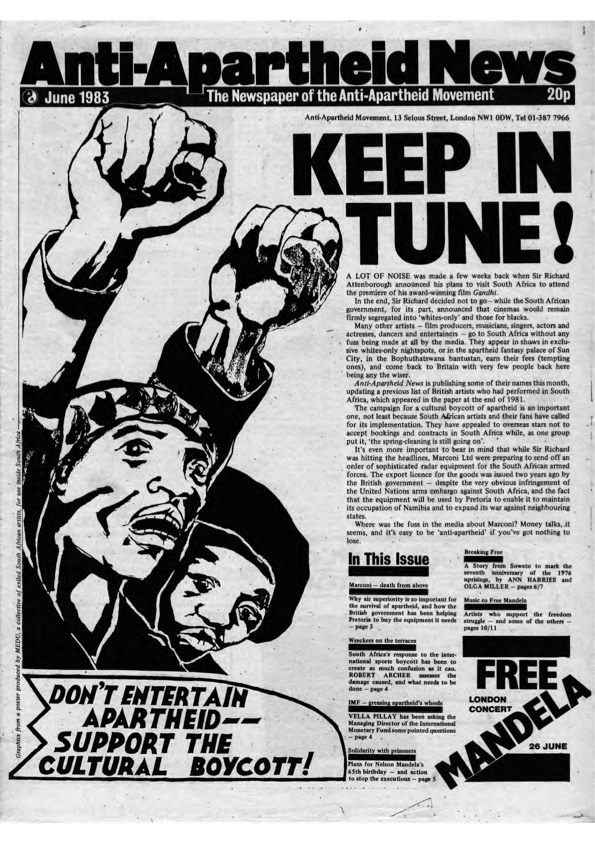 Anti-Apartheid News
June 1983
The Newspaper of the Anti-Apartheid Movement
20p
Anti-Apartheid Movement, 13 Selous Street, London NW1 0DW, Tel 01-387 7966
KEEP IN
TUNE!
A LOT OF NOISE was made a few weeks back when Sir Richard
Attenborough announced his plans to visit South Africa to attend
the premiere of his award-winning film Gandhi.
In the end, Sir Richard decided not to go—while the South African
government, for its part, announced that cinemas would remain
firmly segregated into 'whites-only' and those for blacks.
Many other artists – film producers, musicians, singers, actors and
actresses, dancers and entertainers – go to South Africa without any
fuss being made at all by the media. They appear in shows in exclu-
sive whites-only nightspots, or in the apartheid fantasy palace of Sun
City, in the Bophuthatswana bantustan, earn their fees (tempting
ones), and come back to Britain with very few people back here
being any the wiser.
Anti-Apartheid News is publishing some of their names this month,
updating a previous list of British artists who had performed in South
Africa, which appeared in the paper at the end of 1981.
The campaign for a cultural boycott of apartheid is an important
one, not least because South African artists and their fans have called
for its implementation. They have appealed to overseas stars not to
accept bookings and contracts in South Africa while, as one group
put it, 'the spring-cleaning is still going on'.
It's even more important to bear in mind that while Sir Richard
was hitting the headlines, Marconi Ltd were preparing to send off an
order of sophisticated radar equipment for the South African armed
forces. The export licence for the goods was issued two years ago by
the British government – despite the very obvious infringement of
the United Nations arms embargo against South Africa, and the fact
that the equipment will be used by Pretoria to enable it to maintain
its occupation of Namibia and to expand its war against neighbouring
states.
Where was the fuss in the media about Marconi? Money talks, it
seems, and it's easy to be 'anti-apartheid' if you've got nothing to
lose.
In This Issue
Marconi – death from above
Why air superiority is so important for
the survival of apartheid, and how the
British government has been helping
Pretoria to buy the equipment it needs
– page 3
Wreckers on the terraces
South Africa's response to the inter-
national sports boycott has been to
create as much confusion as it can.
ROBERT ARCHER assesses the
damage caused, and what needs to be
done – page 4
IMF – greasing apartheid's wheels
VELLA PILLAY has been asking the
Managing Director of the International
Monetary Fund some pointed questions
– page 4
Solidarity with prisoners
Plans for Nelson Mandela's
65th birthday – and action
to stop the executions – page 5
Breaking Free
A Story from Soweto to mark the
seventh anniversary of the 1976
uprisings, by ANN HARRIES and
OLGA MILLER – pages 6/7
Music to Free Mandela
Artists who support the freedom
struggle – and some of the others –
pages 10/11
FREE
MANDELA
LONDON
CONCERT
26 JUNE
Graphics from a poster produced by MEDU, a collective of exiled South African artists, for use inside South Africa
DON'T ENTERTAIN
APARTHEID--
SUPPORT THE
CULTURAL BOYCOTT!